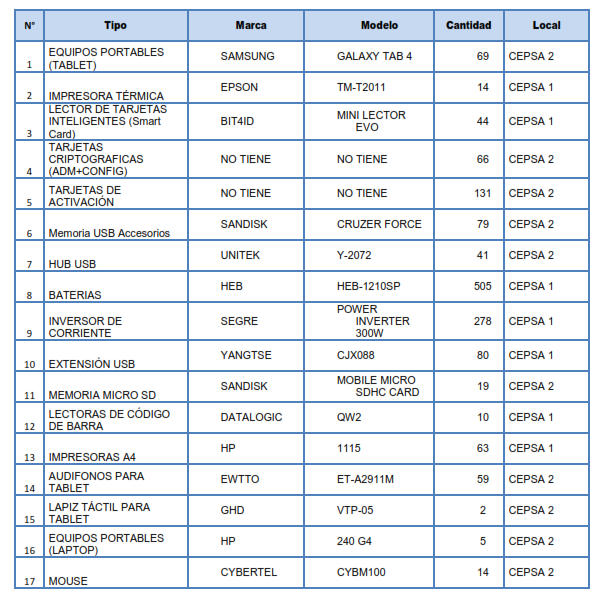 N° Tipo Marca Modelo Cantidad Local
1 EQUIPOS PORTABLES (TABLET) SAMSUNG GALAXY TAB 4 69 CEPSA 2
2 IMPRESORA TÉRMICA EPSON TM-T2011 14 CEPSA 1
3 LECTOR DE TARJETAS INTELIGENTES (Smart Card) BIT4ID MINI LECTOR EVO 44 CEPSA 1
4 TARJETAS CRIPTOGRAFICAS (ADM+CONFIG) NO TIENE NO TIENE 66 CEPSA 2
5 TARJETAS DE ACTIVACIÓN NO TIENE NO TIENE 131 CEPSA 2
6 Memoria USB Accesorios SANDISK CRUZER FORCE 79 CEPSA 2
7 HUB USB UNITEK Y-2072 41 CEPSA 2
8 BATERIAS HEB HEB-1210SP 505 CEPSA 1
9 INVERSOR DE CORRIENTE SEGRE POWER INVERTER 300W 278 CEPSA 1
10 EXTENSIÓN USB YANGTSE CJX088 80 CEPSA 1
11 MEMORIA MICRO SD SANDISK MOBILE MICRO SDHC CARD 19 CEPSA 2
12 LECTORAS DE CÓDIGO DE BARRA DATALOGIC QW2 10 CEPSA 1
13 IMPRESORAS A4 HP 1115 63 CEPSA 1
14 AUDIFONOS PARA TABLET EWTTO ET-A2911M 59 CEPSA 2
15 LAPIZ TÁCTIL PARA TABLET GHD VTP-05 2 CEPSA 2
16 EQUIPOS PORTABLES (LAPTOP) HP 240 G4 5 CEPSA 2
17 MOUSE CYBERTEL CYBM100 14 CEPSA 2